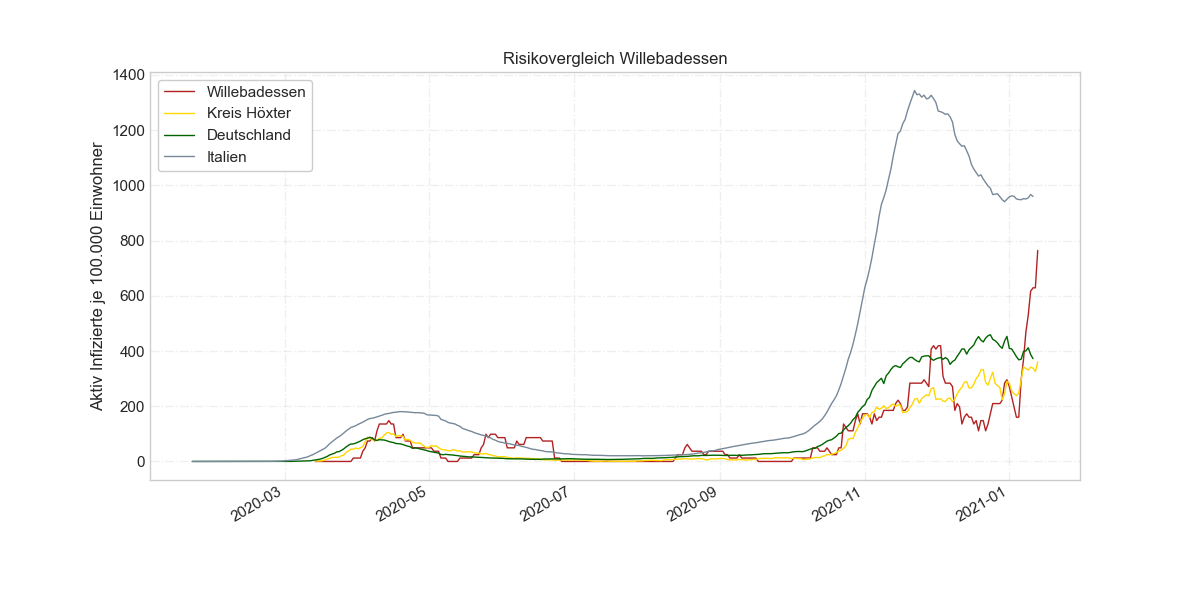 Risikovergleich Willebadessen
Aktiv Infizierte je 100.000 Einwohner
1400
1200
1000
800
600
400
200
0
Willebadessen
Kreis Höxter
Deutschland
Italien
2020-03
2020-05
2020-07
2020-09
2020-11
2021-01